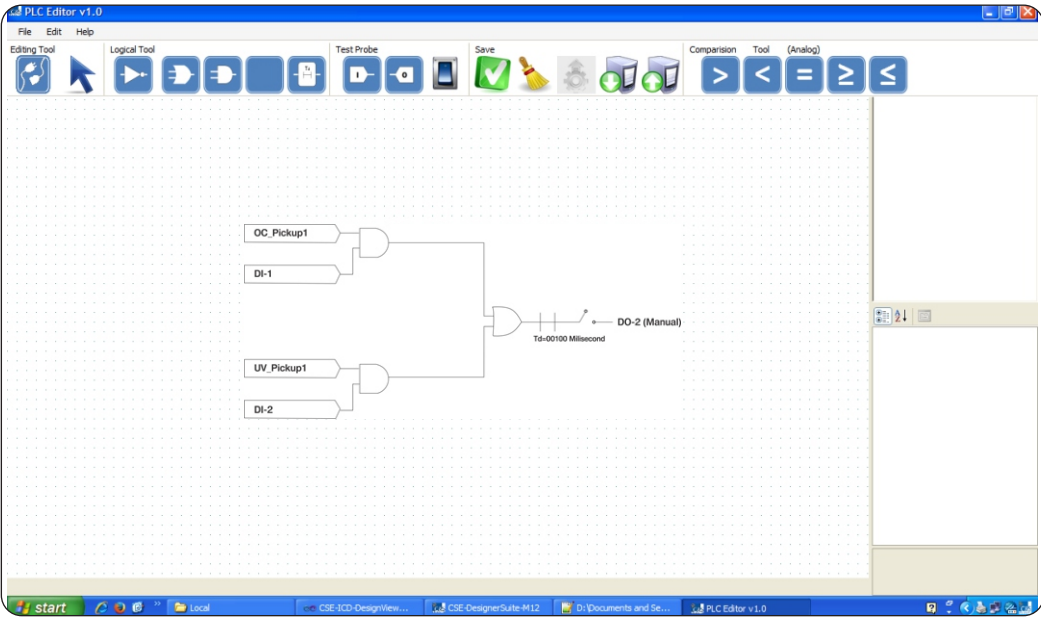 PLC Editor v1.0
File Edit Help
Editing Tool Logical Tool Test Probe Save Comparision Tool (Analog)
I 0 > < = ≥ ≤
OC_Pickup1
DI-1
DO-2 (Manual)
Td=00100 Milisecond
UV_Pickup1
DI-2
start Local CSE-ICD-DesignView... CSE-DesignerSuite-M12 D:\Documents and Se... PLC Editor v1.0